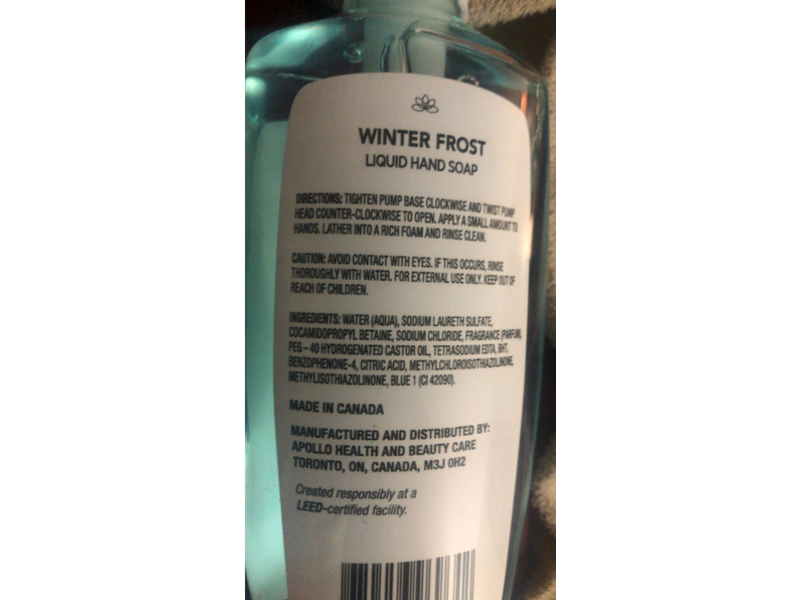 WINTER FROST
LIQUID HAND SOAP
DIRECTIONS: TIGHTEN PUMP BASE CLOCKWISE AND TWIST PUMP
HEAD COUNTER-CLOCKWISE TO OPEN. APPLY A SMALL AMOUNT TO
HANDS. LATHER INTO A RICH FOAM AND RINSE CLEAN.
CAUTION: AVOID CONTACT WITH EYES. IF THIS OCCURS, RINSE
THOROUGHLY WITH WATER. FOR EXTERNAL USE ONLY. KEEP OUT OF
REACH OF CHILDREN.
INGREDIENTS: WATER (AQUA), SODIUM LAURETH SULFATE,
COCAMIDOPROPYL BETAINE, SODIUM CHLORIDE, FRAGRANCE (PARFUM),
PEG – 40 HYDROGENATED CASTOR OIL, TETRASODIUM EDTA, BHT,
BENZOPHENONE-4, CITRIC ACID, METHYLCHLOROISOTHIAZOLINONE,
METHYLISOTHIAZOLINONE, BLUE 1 (CI 42090).
MADE IN CANADA
MANUFACTURED AND DISTRIBUTED BY:
APOLLO HEALTH AND BEAUTY CARE
TORONTO, ON, CANADA, M3J 0H2
Created responsibly at a
LEED-certified facility.